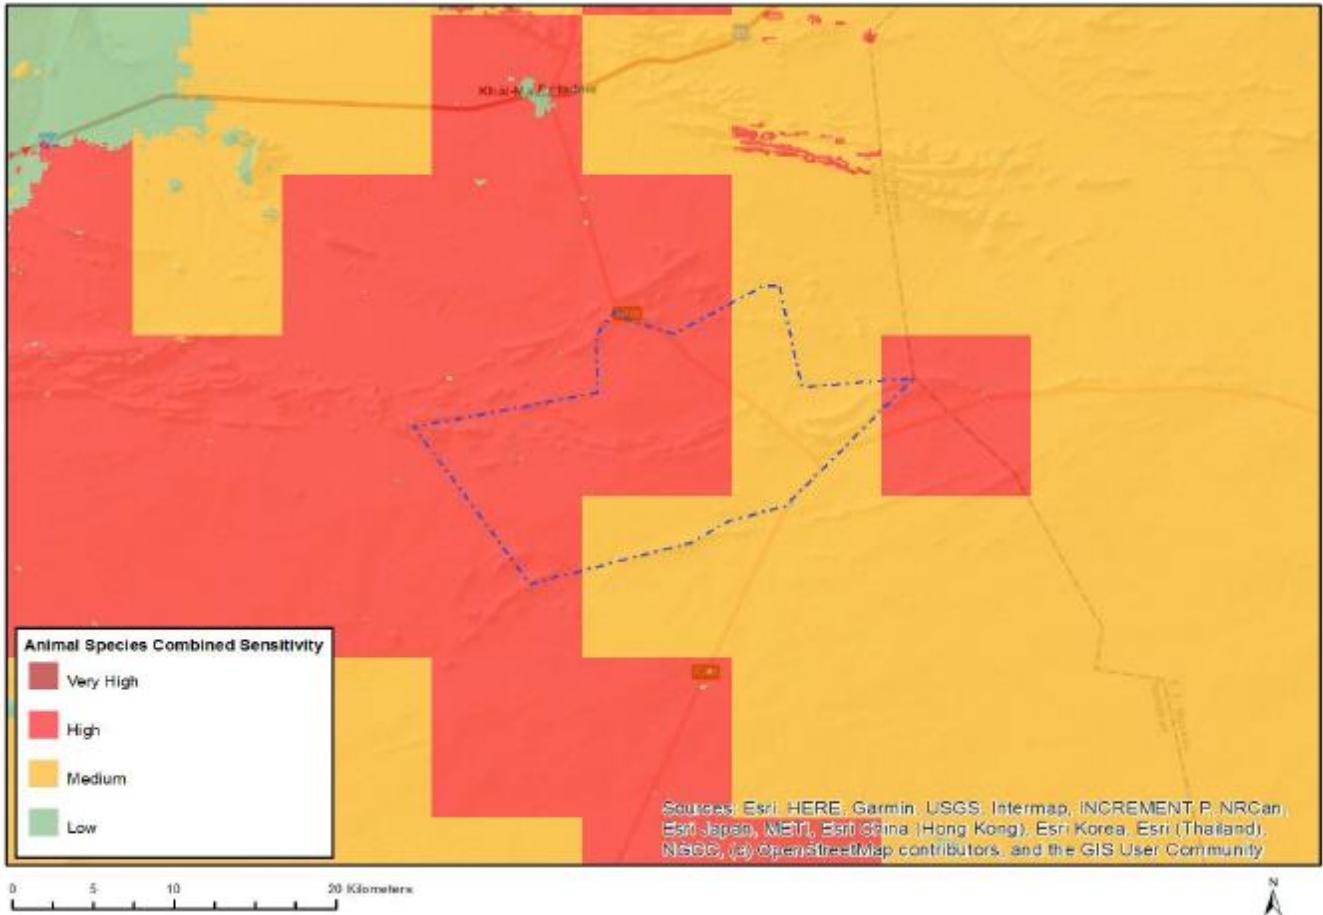 Animal Species Combined Sensitivity
Very High
High
Medium
Low
Sources: Esri, HERE, Garmin, USGS, Intermap, INCREMENT P, NRCan,
Esri Japan, METI, Esri China (Hong Kong), Esri Korea, Esri (Thailand),
NGCC, (c) OpenStreetMap contributors, and the GIS User Community
0 5 10 20 Kilometers
N